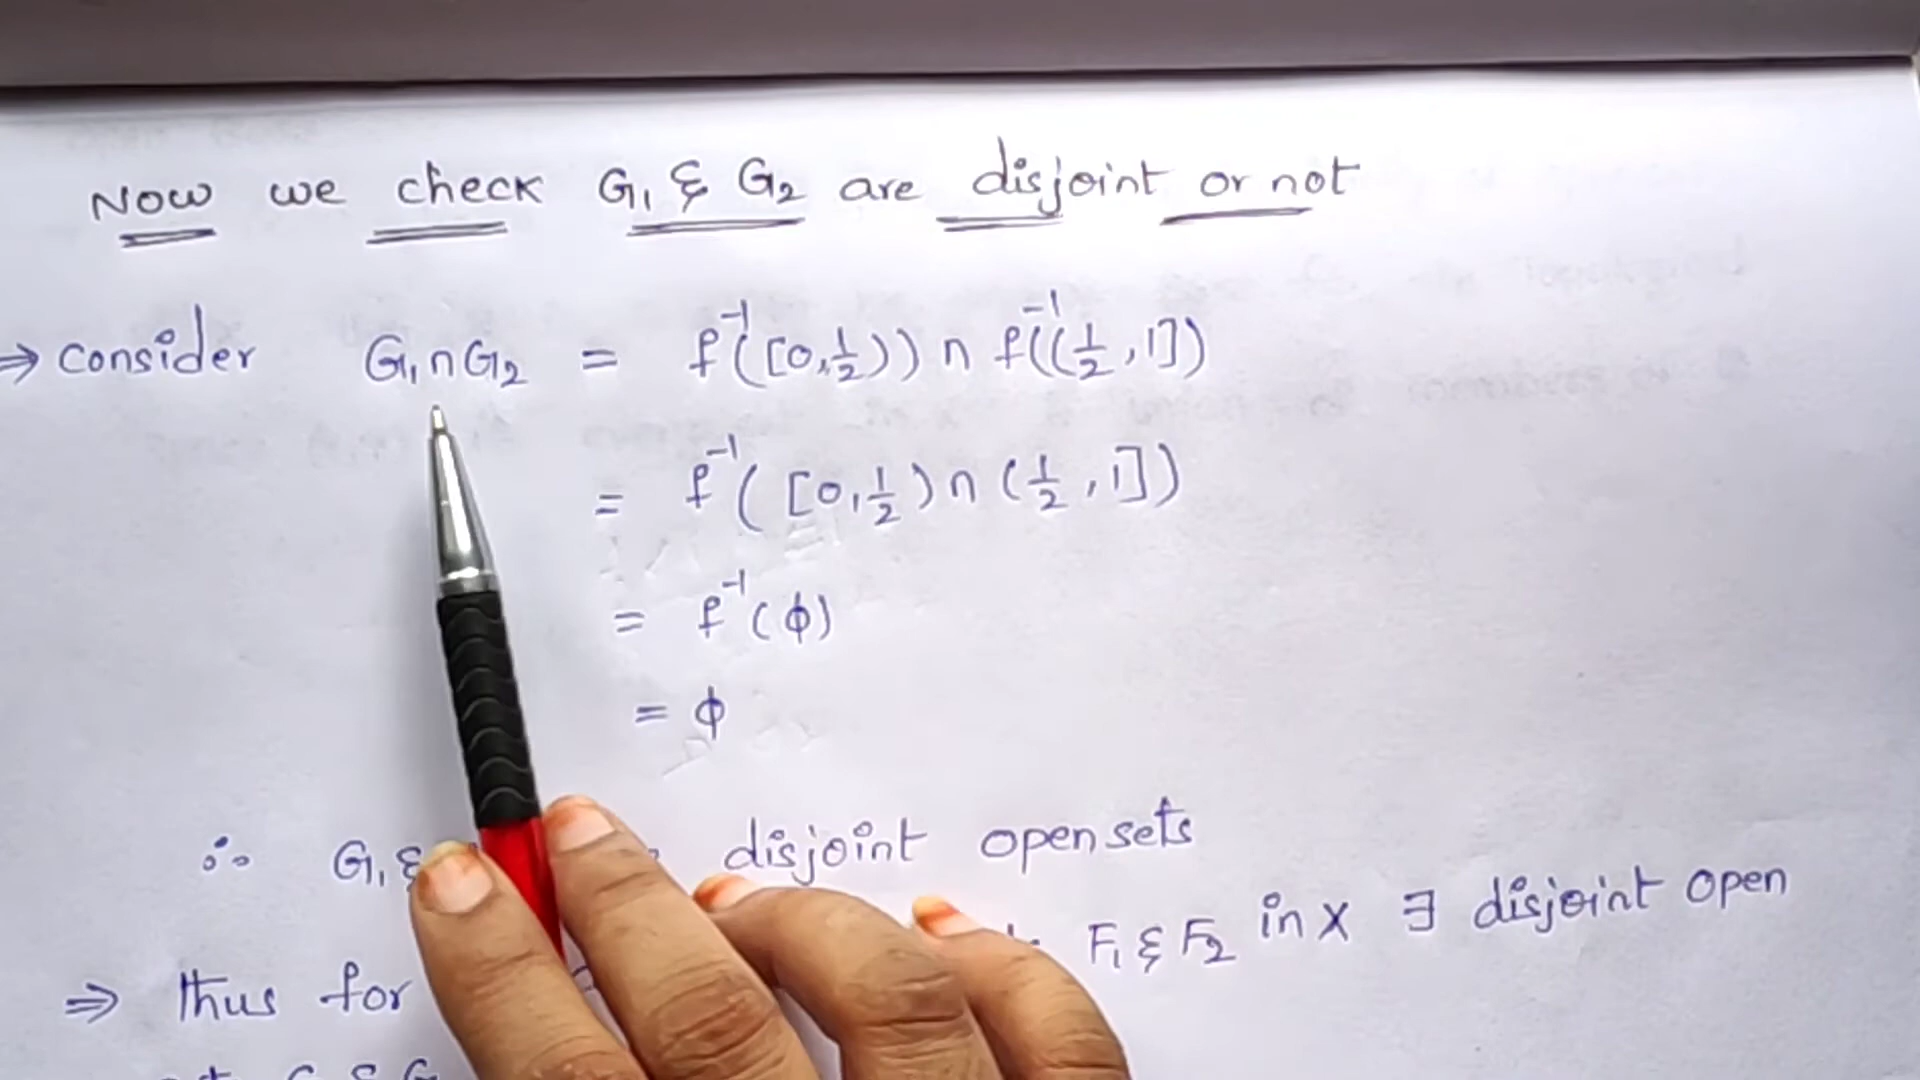 Now we check G₁ & G₂ are disjoint or not
⇒ consider G₁∩G₂ = f⁻¹([0,½)) ∩ f⁻¹((½,1])
= f⁻¹([0,½)∩(½,1])
= f⁻¹(ϕ)
= ϕ
∴ G₁ & disjoint open sets
⇒ thus for F₁ & F₂ in X ∃ disjoint open